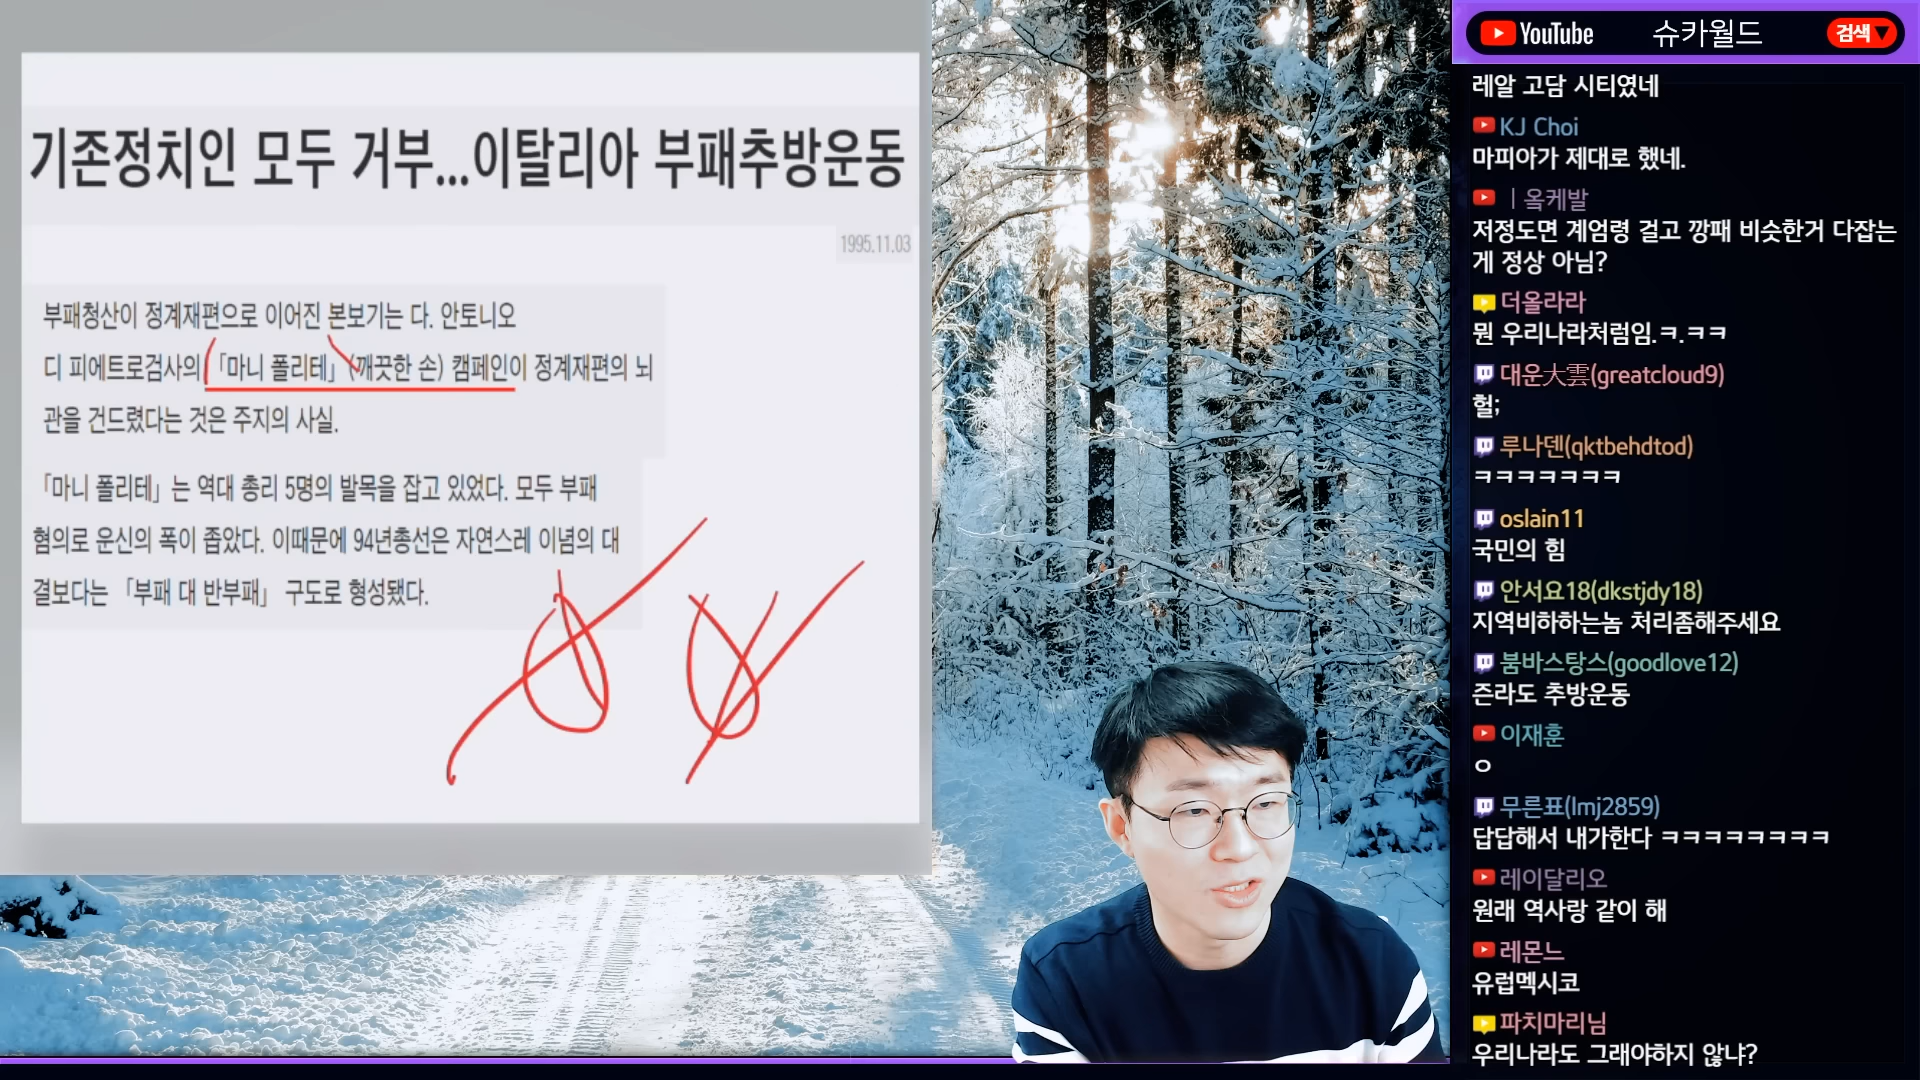 기존정치인 모두 거부...이탈리아 부패추방운동
1995.11.03
부패청산이 정계재편으로 이어진 본보기는 다. 안토니오
디 피에트로검사의 「마니 폴리테」(깨끗한 손) 캠페인이 정계재편의 뇌
관을 건드렸다는 것은 주지의 사실.
「마니 폴리테」는 역대 총리 5명의 발목을 잡고 있었다. 모두 부패
혐의로 운신의 폭이 좁았다. 이때문에 94년총선은 자연스레 이념의 대
결보다는 「부패 대 반부패」 구도로 형성됐다.
YouTube 슈카월드 검색▼
레알 고담 시티였네
KJ Choi
마피아가 제대로 했네.
ㅣ옼케발
저정도면 계엄령 걸고 깡패 비슷한거 다잡는
게 정상 아님?
더올라라
뭔 우리나라처럼임.ㅋ.ㅋㅋ
대운大雲(greatcloud9)
헐;
루나덴(qktbehdtod)
ㅋㅋㅋㅋㅋㅋㅋ
oslain11
국민의 힘
안서요18(dkstjdy18)
지역비하하는놈 처리좀해주세요
붐바스탕스(goodlove12)
즌라도 추방운동
이재훈
ㅇ
무른표(lmj2859)
답답해서 내가한다 ㅋㅋㅋㅋㅋㅋㅋㅋ
레이달리오
원래 역사랑 같이 해
레몬느
유럽멕시코
파치마리님
우리나라도 그래야하지 않냐?